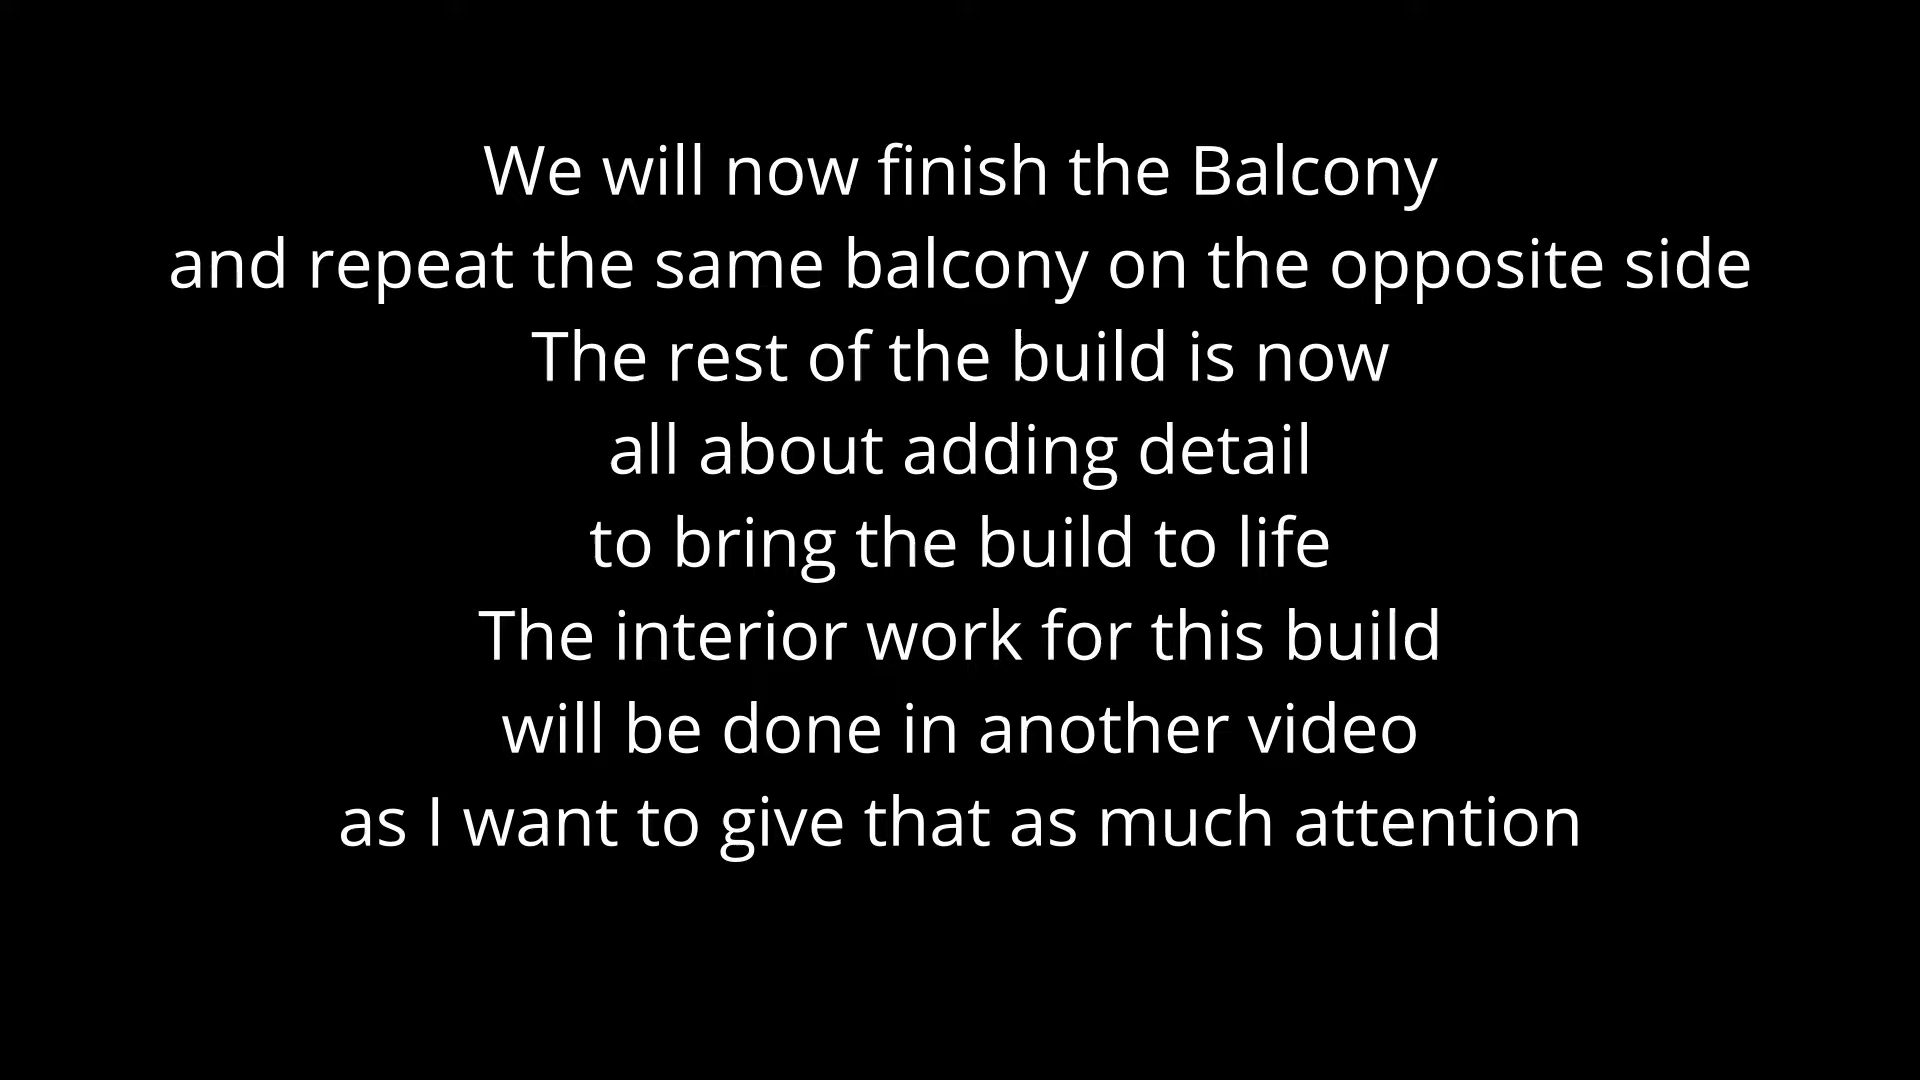 We will now finish the Balcony
and repeat the same balcony on the opposite side
The rest of the build is now
all about adding detail
to bring the build to life
The interior work for this build
will be done in another video
as I want to give that as much attention